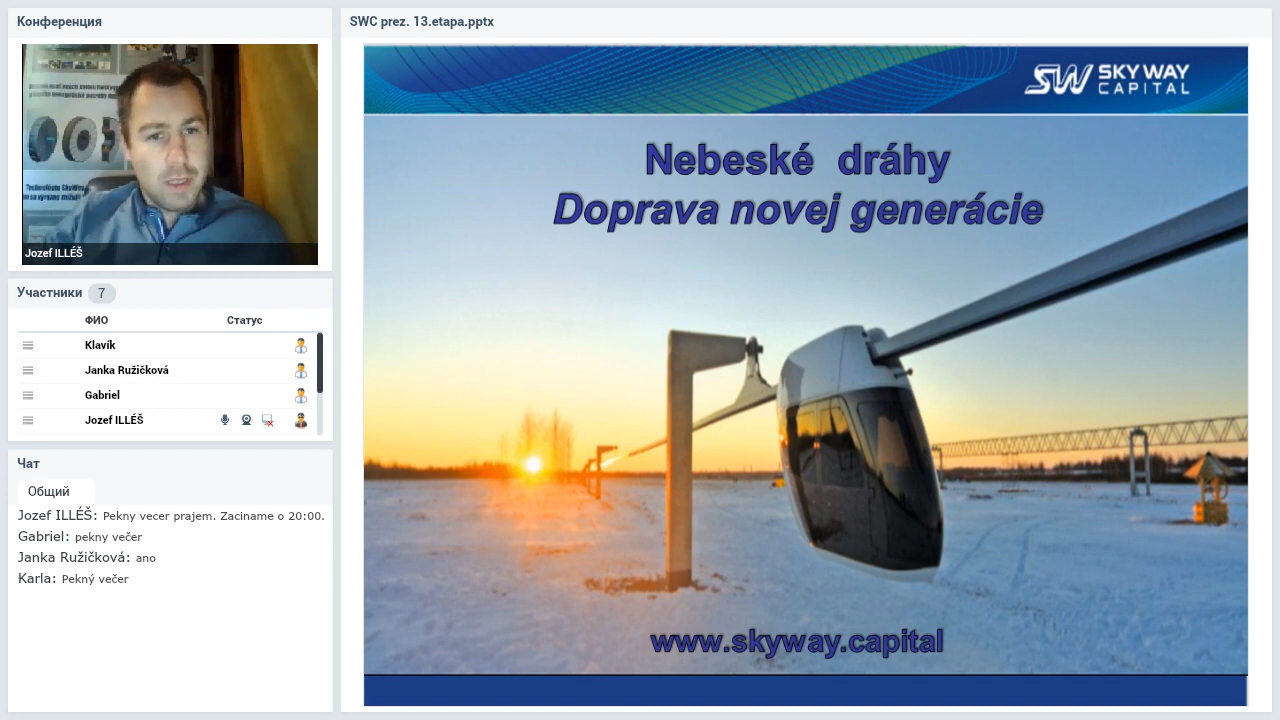 Конференция
Jozef ILLÉŠ
Участники 7
ФИО Статус
Klavík
Janka Ružičková
Gabriel
Jozef ILLÉŠ
Чат
Общий
Jozef ILLÉŠ: Pekny vecer prajem. Zaciname o 20:00.
Gabriel: pekny večer
Janka Ružičková: ano
Karla: Pekný večer
SWC prez. 13.etapa.pptx
SW SKY WAY
CAPITAL
Nebeské dráhy
Doprava novej generácie
www.skyway.capital